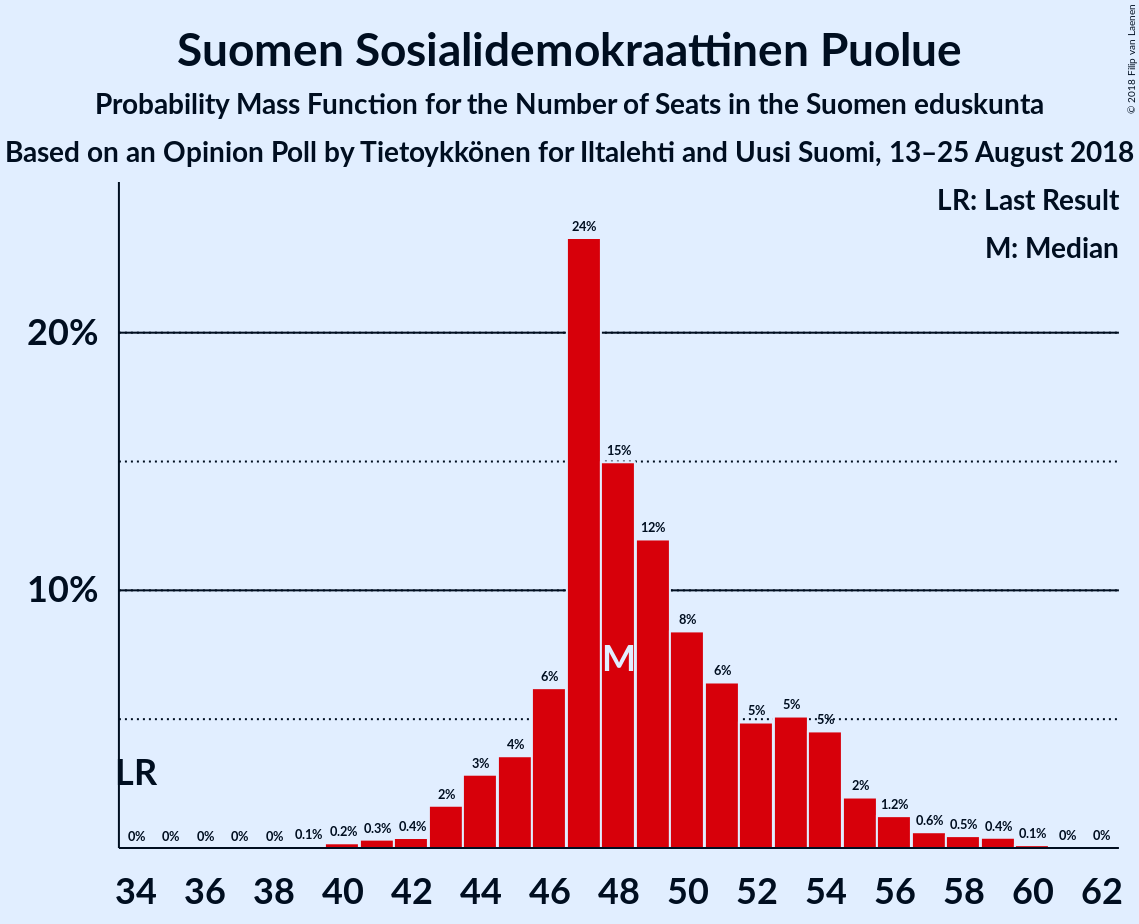 Suomen Sosialidemokraattinen Puolue
Probability Mass Function for the Number of Seats in the Suomen eduskunta
Based on an Opinion Poll by Tietoykkönen for Iltalehti and Uusi Suomi, 13–25 August 2018
© 2018 Filip van Laenen
LR: Last Result
M: Median
24%
20%
15%
12%
10%
8%
M
6%
6%
5%
5%
5%
4%
3%
LR
2%
2%
1.2%
0% 0% 0% 0% 0% 0.1% 0.2% 0.3% 0.4% 0.6% 0.5% 0.4% 0.1% 0% 0%
34 36 38 40 42 44 46 48 50 52 54 56 58 60 62